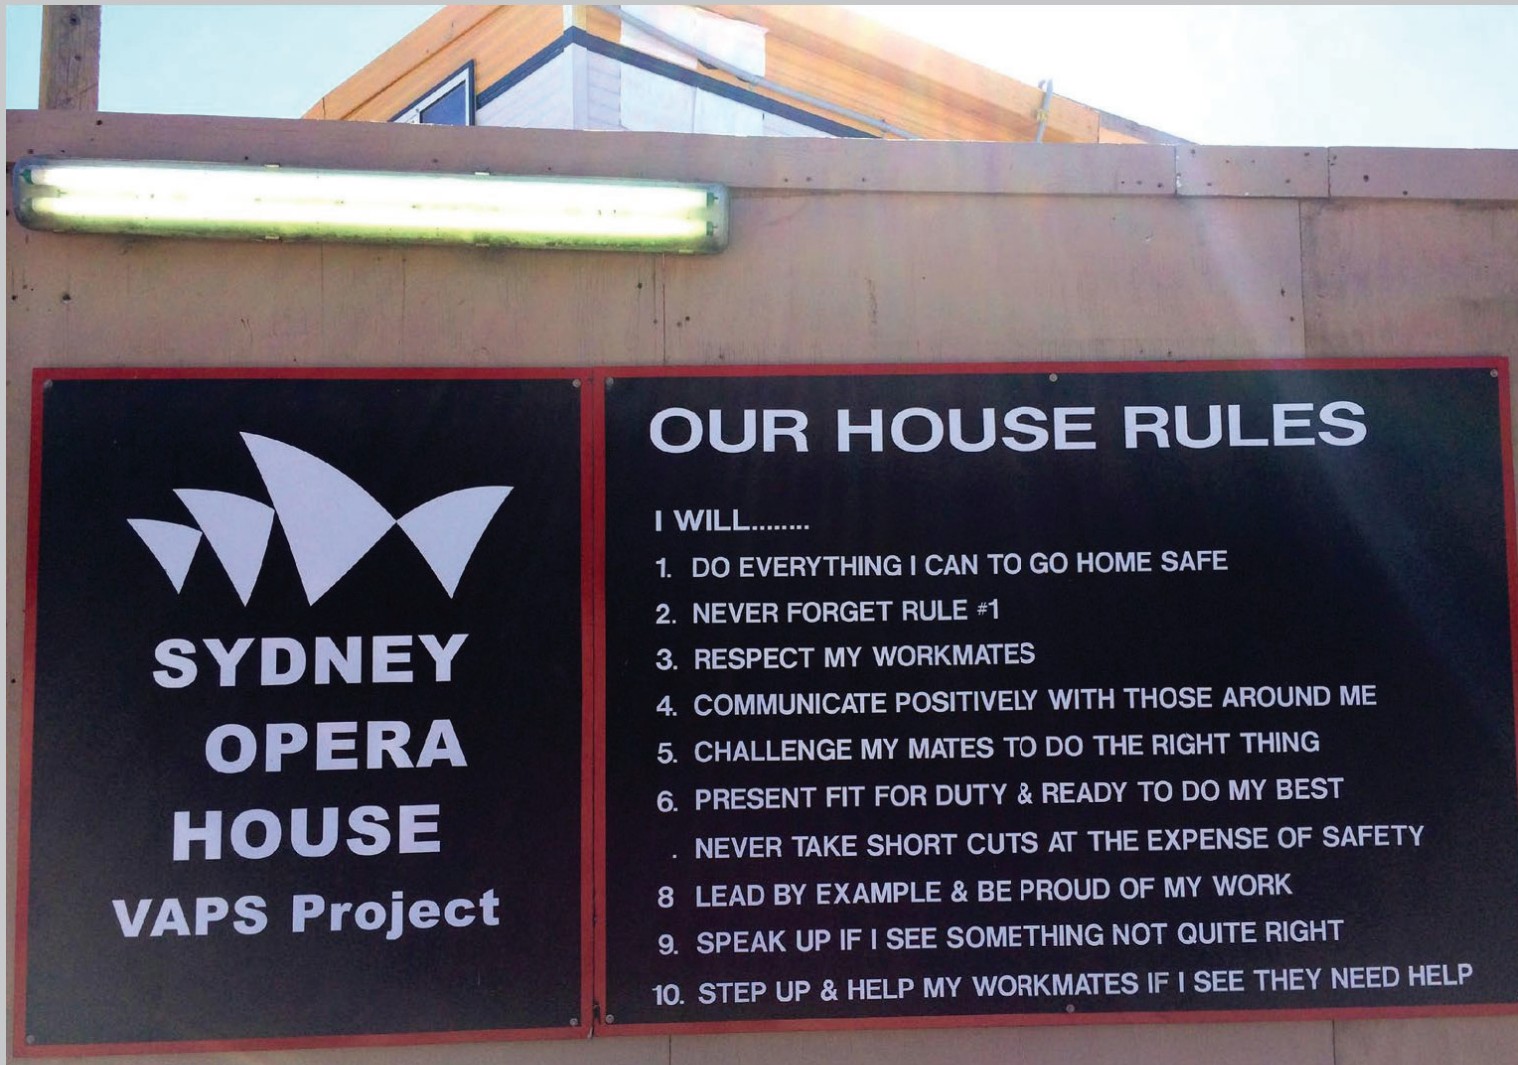 SYDNEY
OPERA
HOUSE
VAPS Project
OUR HOUSE RULES
I WILL........
1. DO EVERYTHING I CAN TO GO HOME SAFE
2. NEVER FORGET RULE #1
3. RESPECT MY WORKMATES
4. COMMUNICATE POSITIVELY WITH THOSE AROUND ME
5. CHALLENGE MY MATES TO DO THE RIGHT THING
6. PRESENT FIT FOR DUTY & READY TO DO MY BEST
. NEVER TAKE SHORT CUTS AT THE EXPENSE OF SAFETY
8 LEAD BY EXAMPLE & BE PROUD OF MY WORK
9. SPEAK UP IF I SEE SOMETHING NOT QUITE RIGHT
10. STEP UP & HELP MY WORKMATES IF I SEE THEY NEED HELP